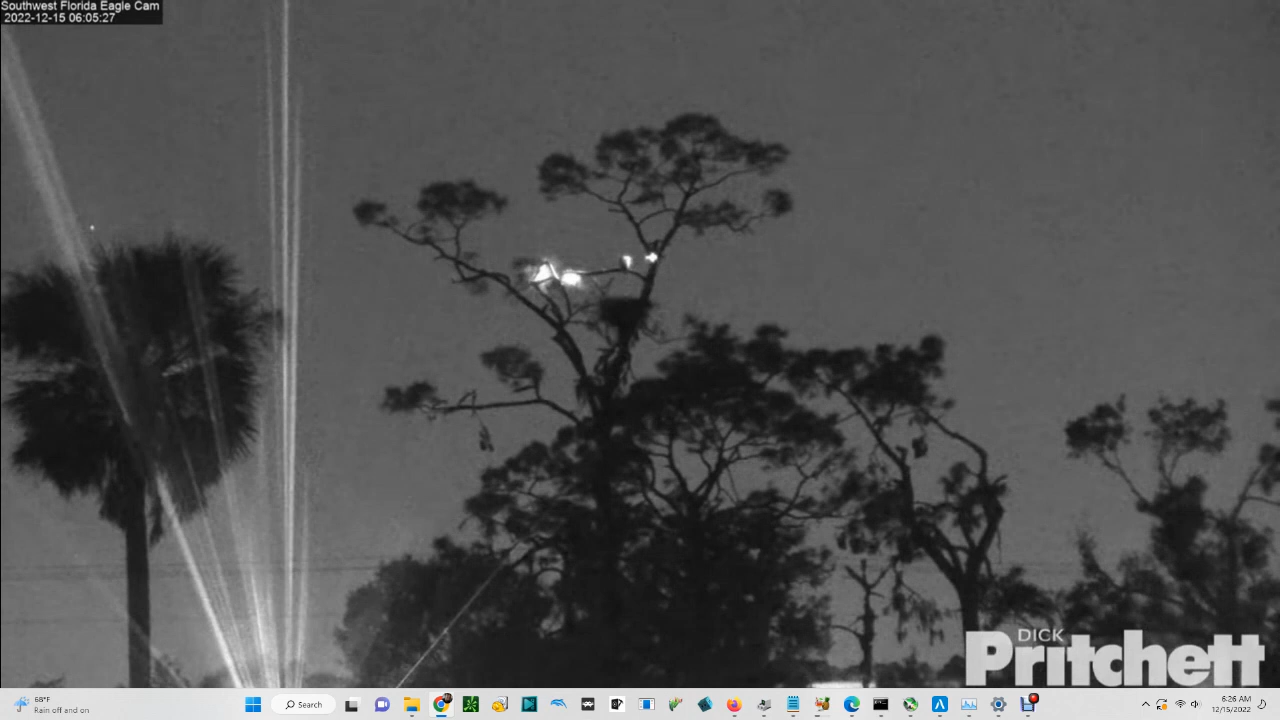 Southwest Florida Eagle Cam
2022-12-15 06:05:27
DICK
Pritchett
68°F
Rain off and on
Search
6:26 AM
12/15/2022